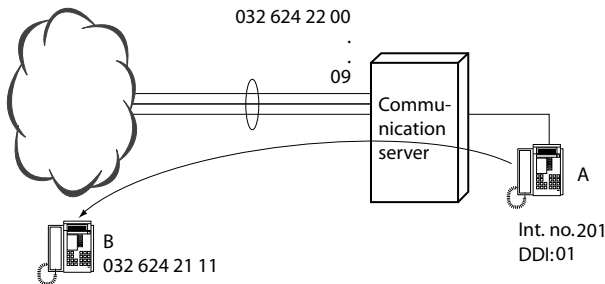 032 624 22 00
.
.
09
Commu-
nication
server
A
Int. no.201
DDI:01
B
032 624 21 11